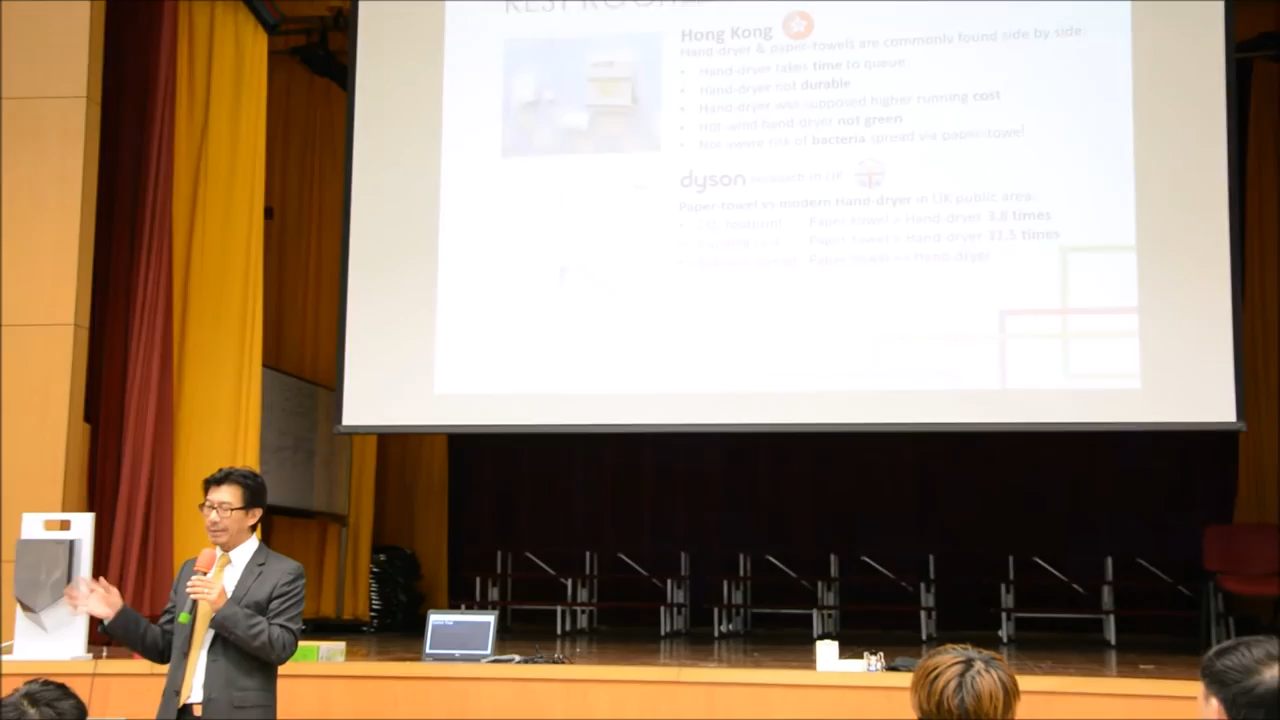 Hong Kong
Hand-dryer & paper-towels are commonly found side by side.
• Hand-dryer takes time to queue
• Hand-dryer not durable
• Hand-dryer was supposed higher running cost
• Hot-wind hand-dryer not green
• Not aware risk of bacteria spread via paper-towel
dyson research in UK
Paper-towel vs modern Hand-dryer in UK public area:
Paper-towel > Hand-dryer 3.8 times
Paper-towel > Hand-dryer 33.5 times
Paper-towel >> Hand-dryer